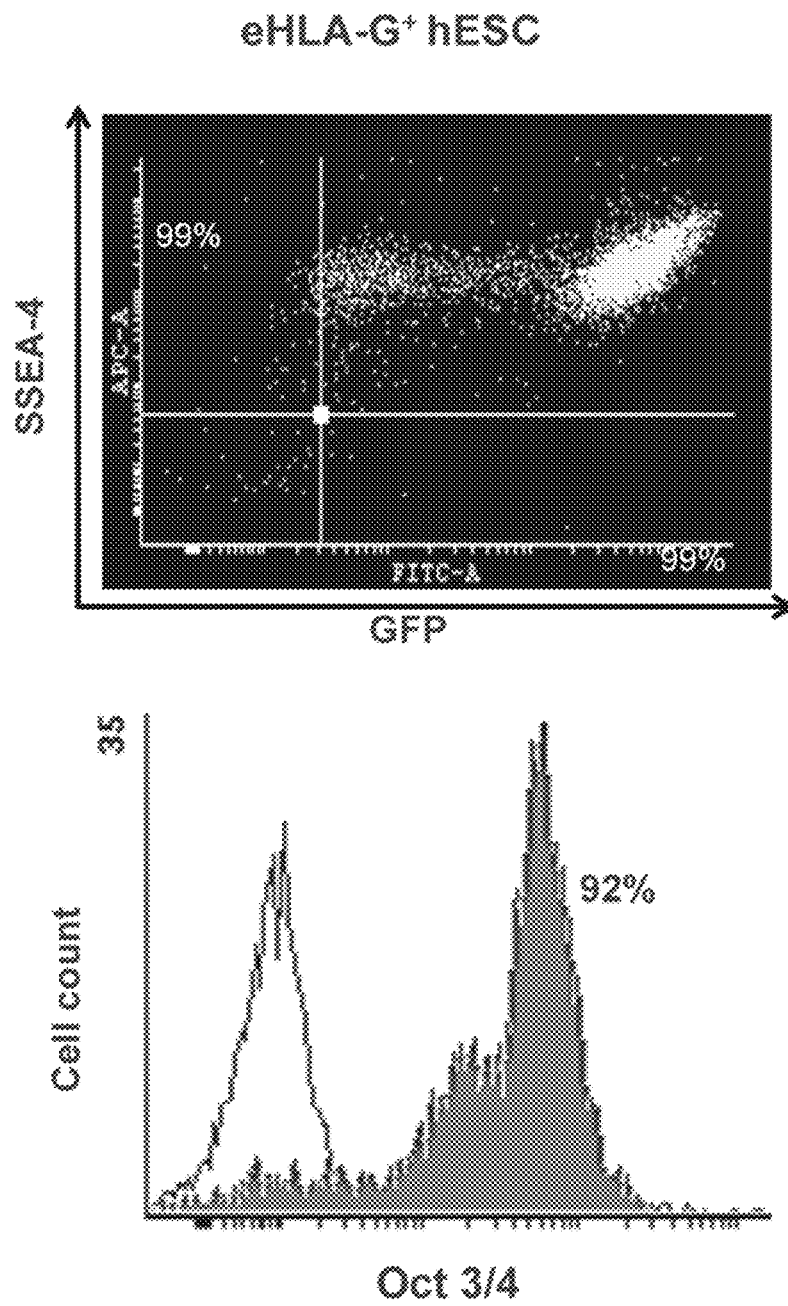 eHLA-G⁺ hESC
SSEA-4
99%
APC-A
99%
FITC-A
GFP
35
Cell count
92%
Oct 3/4